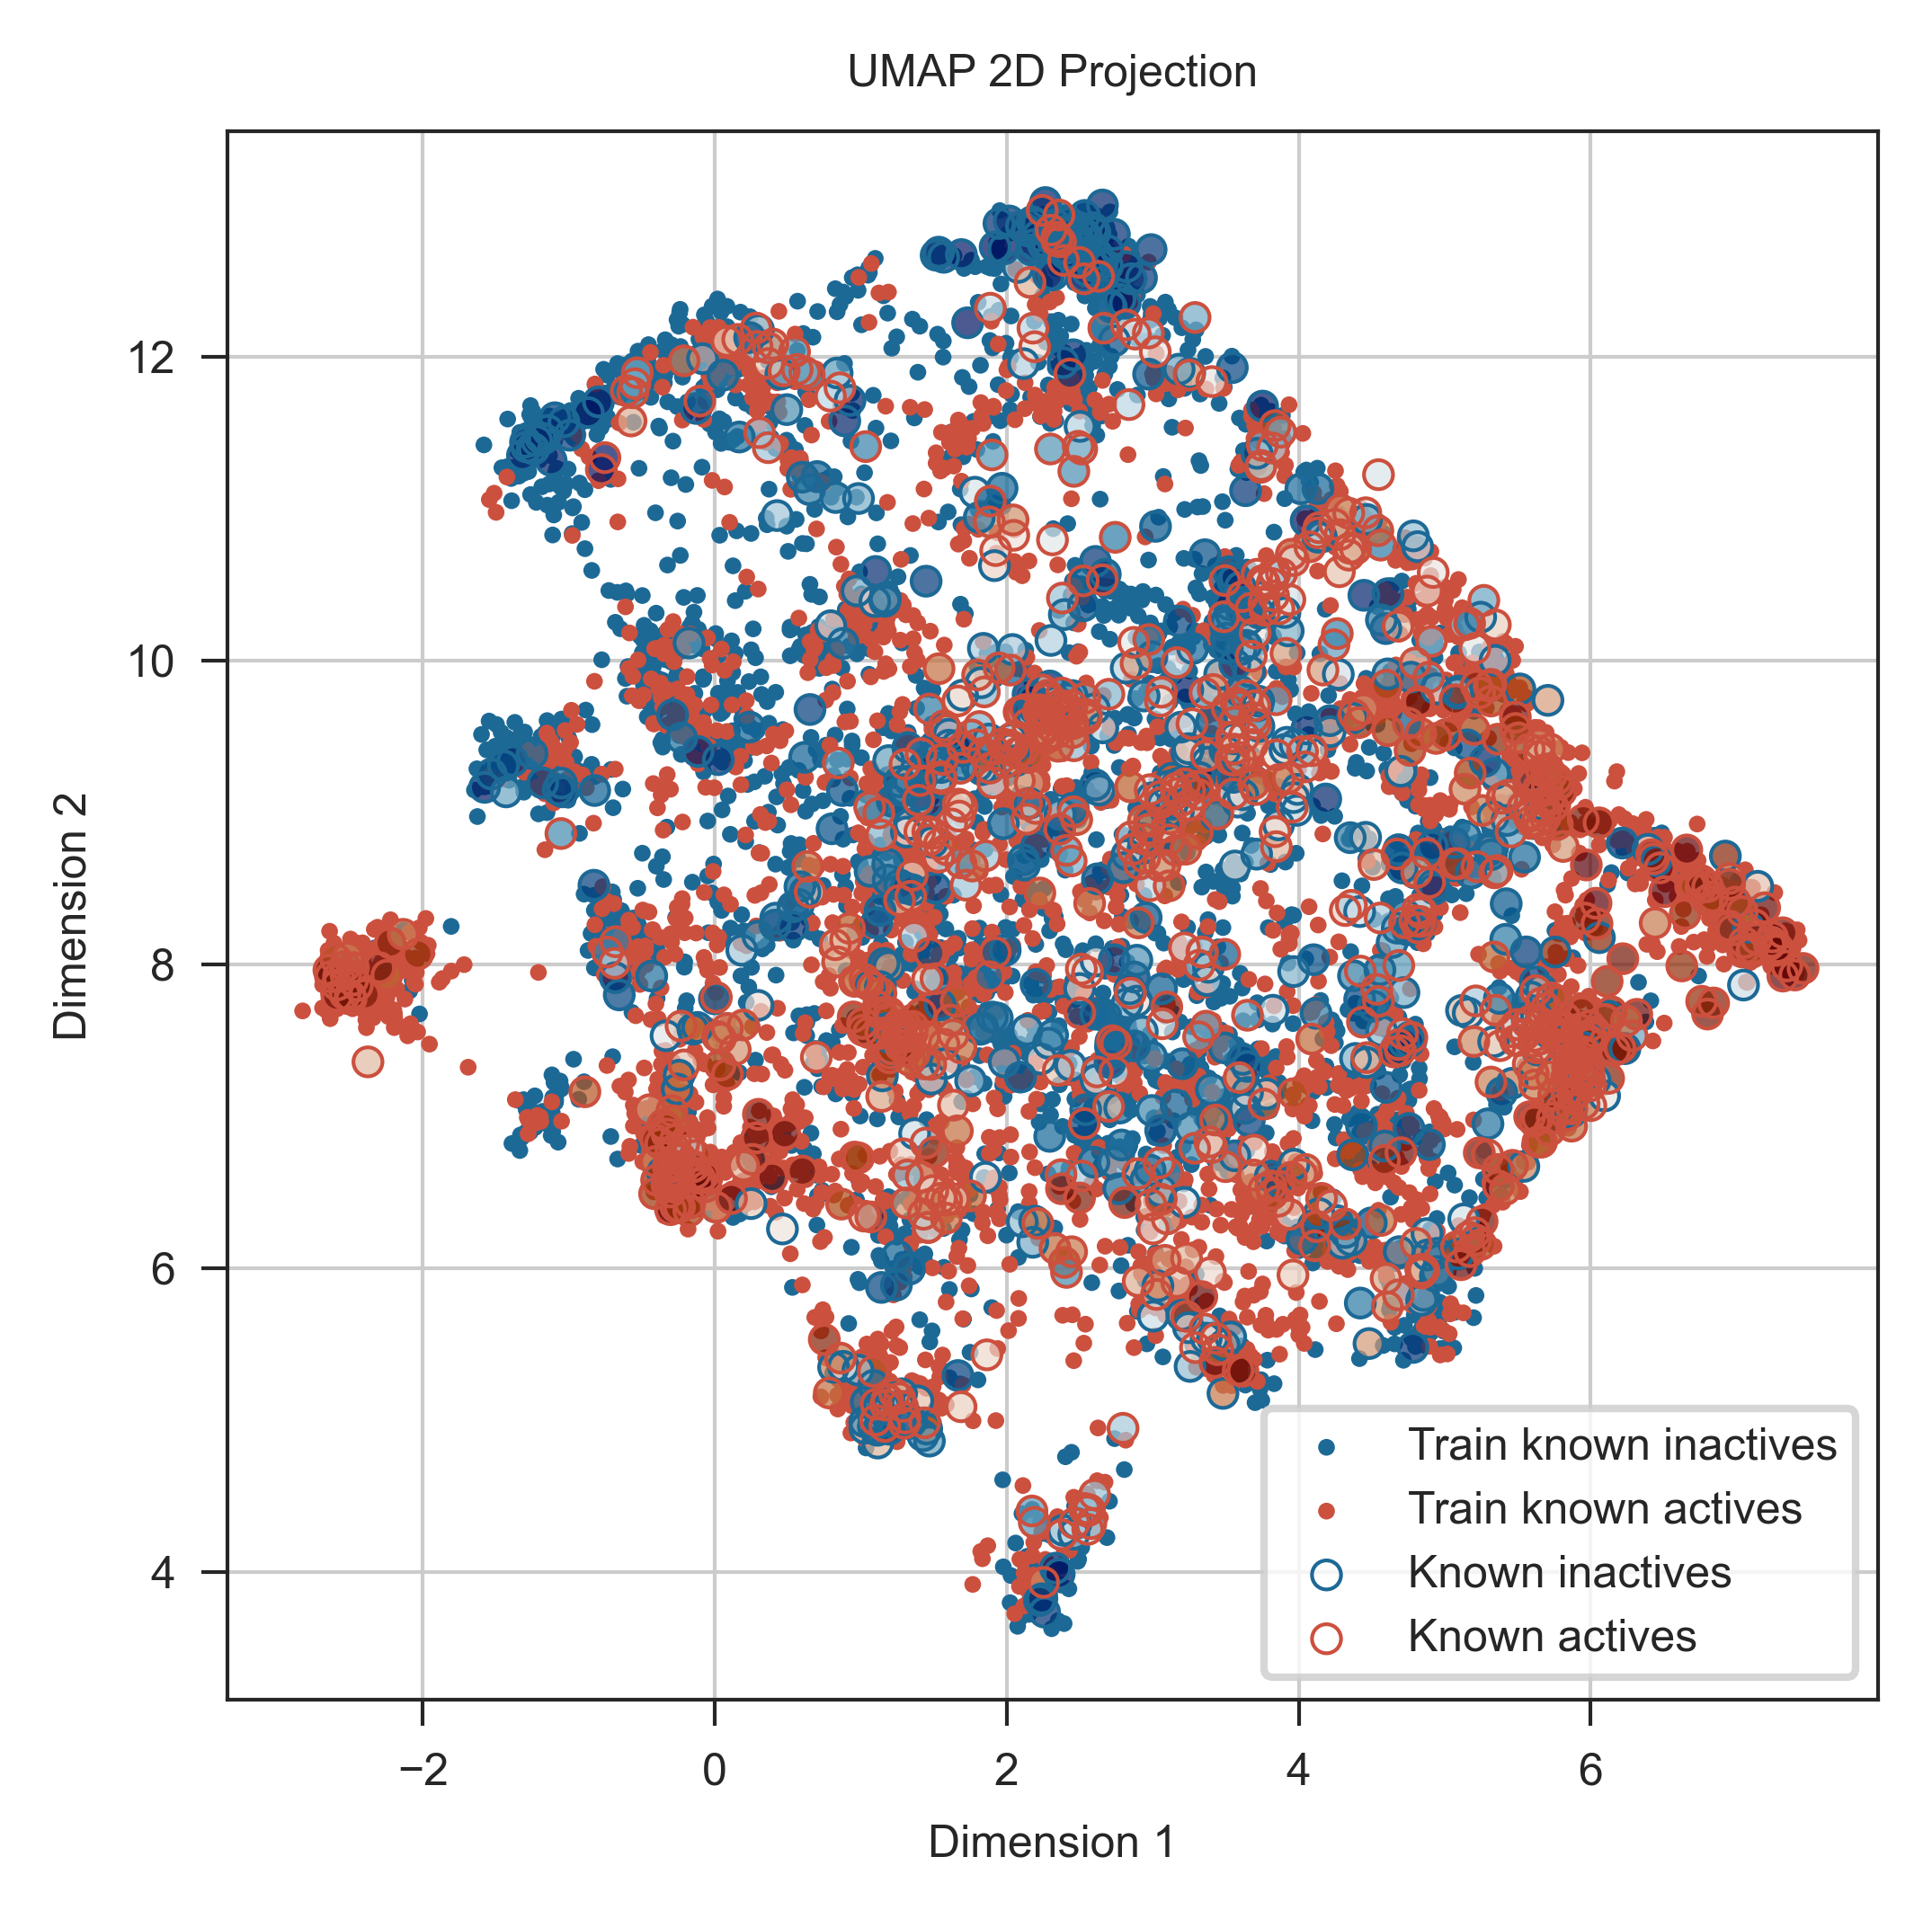 UMAP 2D Projection
12
10
8
6
4
−2
0
2
4
6
Dimension 2
Dimension 1
Train known inactives
Train known actives
Known inactives
Known actives